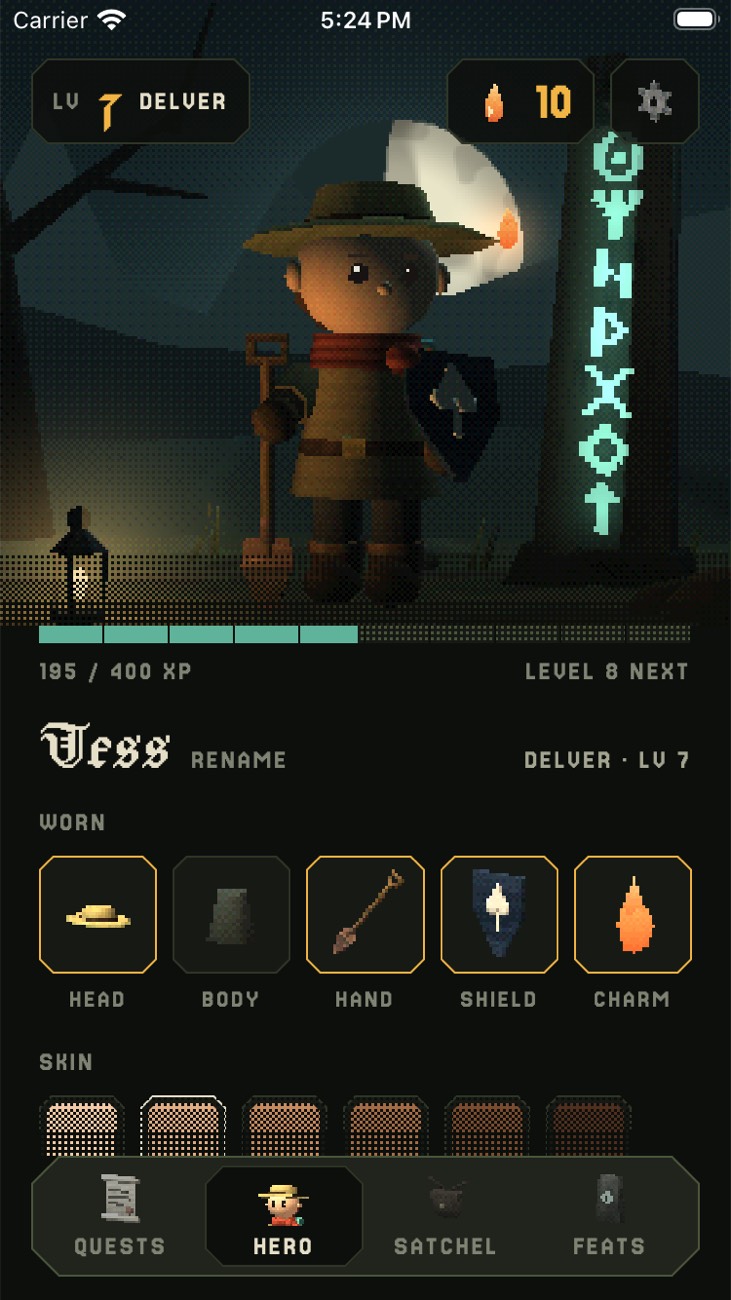 Carrier 5:24 PM
LV 7 DELVER 10
195 / 400 XP LEVEL 8 NEXT
Vess RENAME DELVER · LV 7
WORN
HEAD BODY HAND SHIELD CHARM
SKIN
QUESTS HERO SATCHEL FEATS